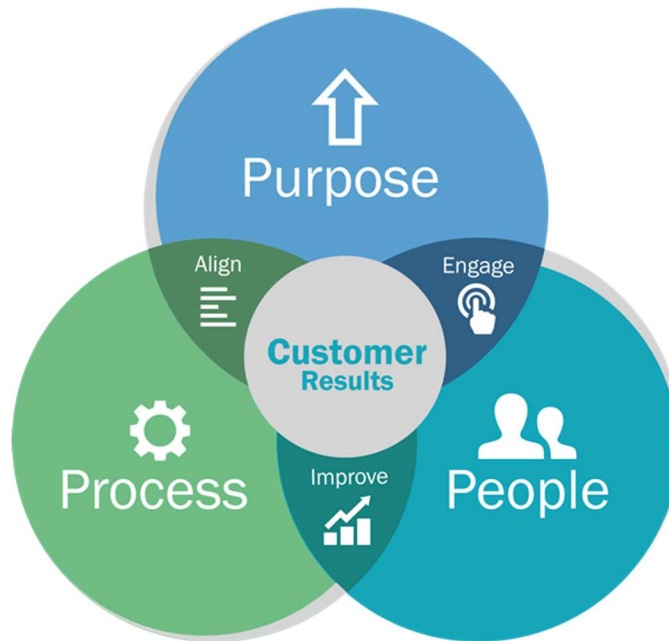 Purpose
Align
Engage
Customer
Results
Process
Improve
People